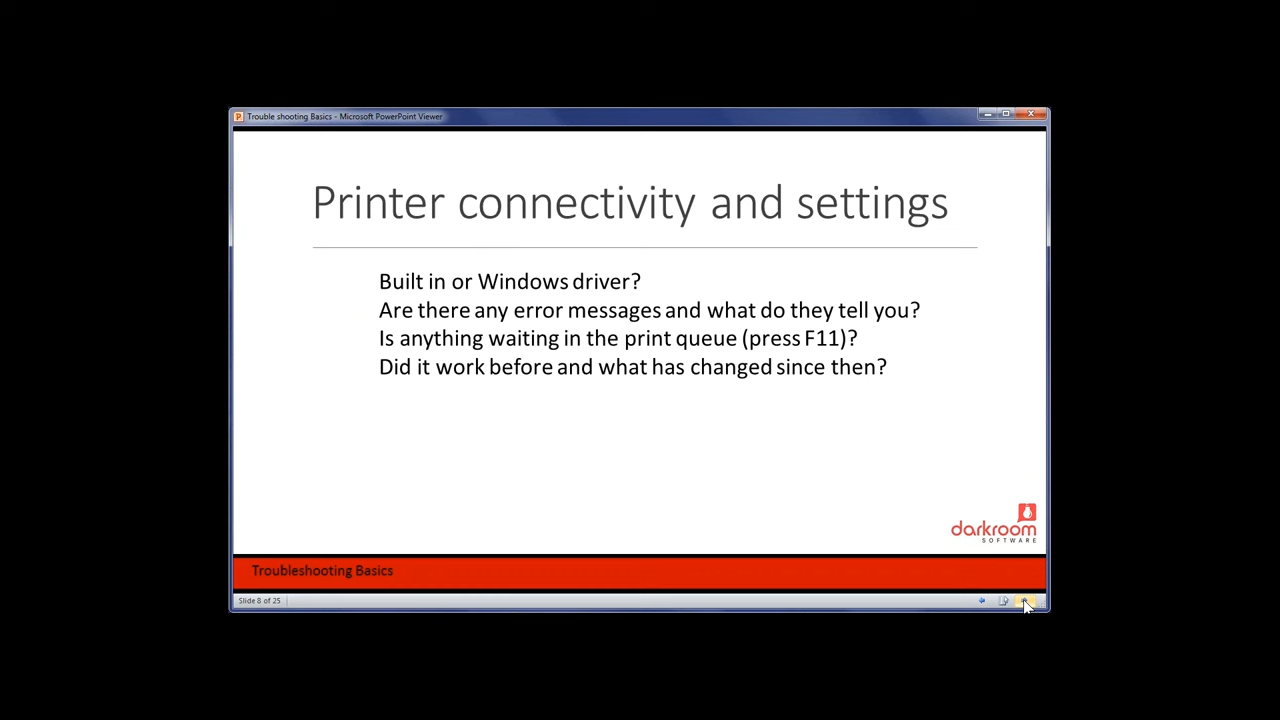 Trouble shooting Basics - Microsoft PowerPoint Viewer
Printer connectivity and settings
Built in or Windows driver?
Are there any error messages and what do they tell you?
Is anything waiting in the print queue (press F11)?
Did it work before and what has changed since then?
darkroom
SOFTWARE
Troubleshooting Basics
Slide 8 of 25